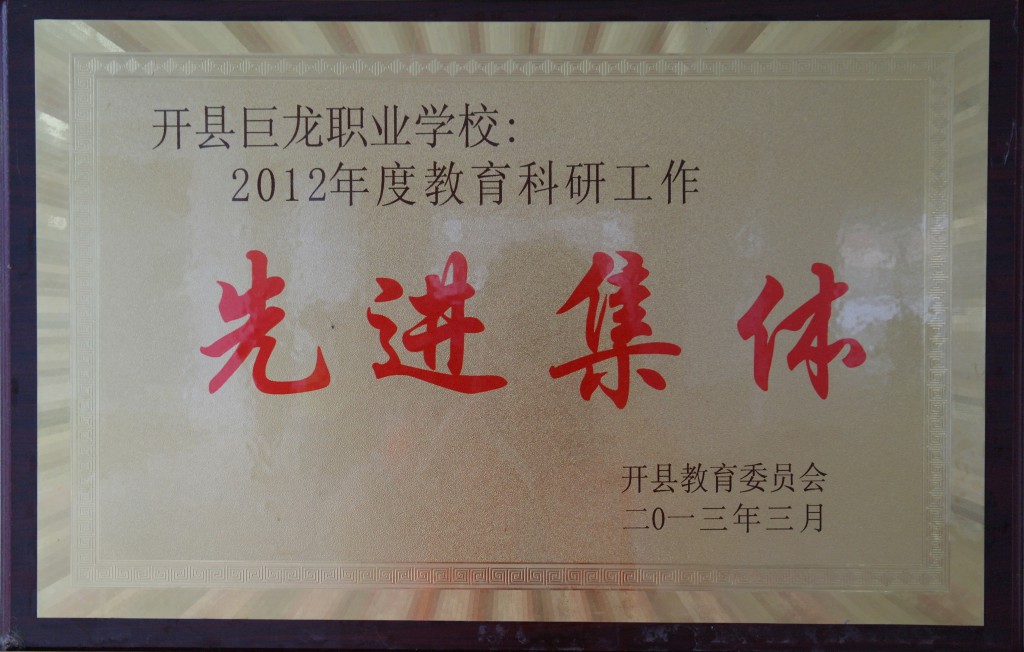 开县巨龙职业学校:
2012年度教育科研工作
先进集体
开县教育委员会
二0一三年三月